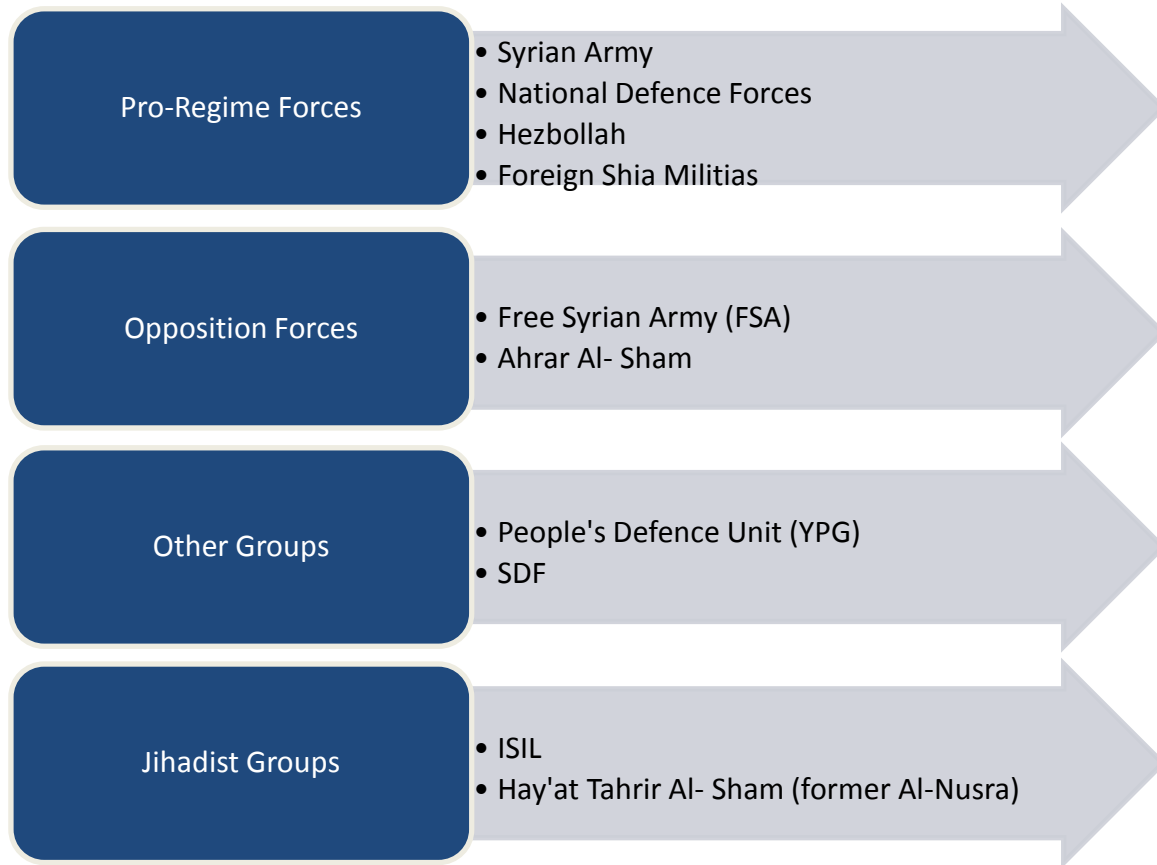 Pro-Regime Forces
• Syrian Army
• National Defence Forces
• Hezbollah
• Foreign Shia Militias
Opposition Forces
• Free Syrian Army (FSA)
• Ahrar Al- Sham
Other Groups
• People's Defence Unit (YPG)
• SDF
Jihadist Groups
• ISIL
• Hay'at Tahrir Al- Sham (former Al-Nusra)